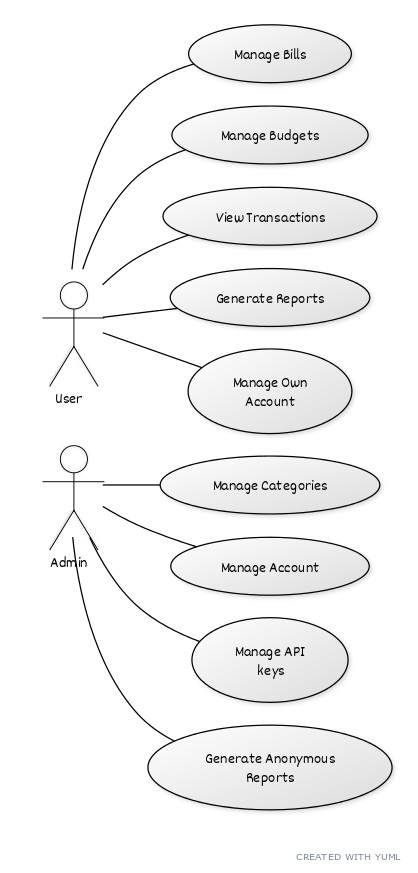 Manage Bills
Manage Budgets
View Transactions
Generate Reports
Manage Own
Account
User
Manage Categories
Manage Account
Admin
Manage API
keys
Generate Anonymous
Reports
CREATED WITH YUML